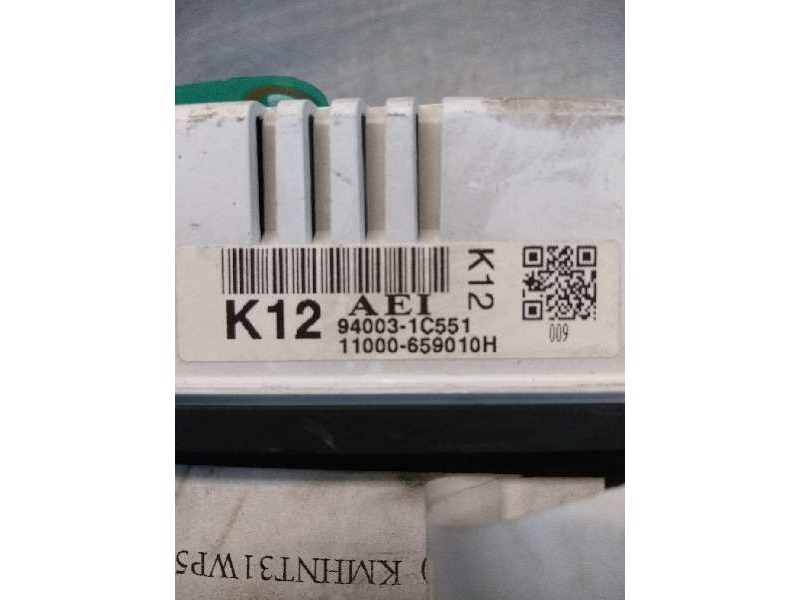 K12
AEI
K12
94003-1C551
11000-659010H
009
) KMHNT31WP5